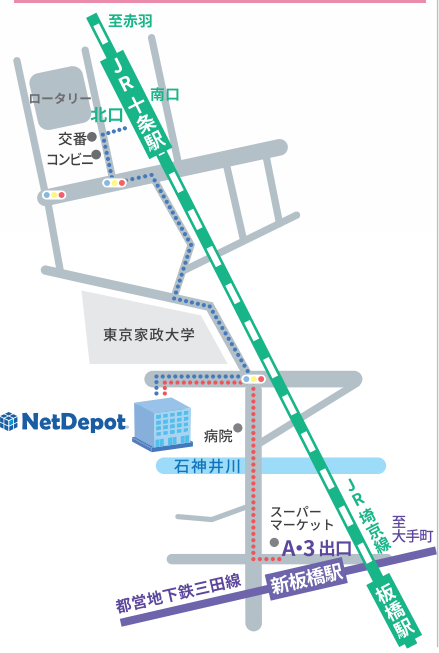 至赤羽
JR十条駅
南口
ロータリー
北口
交番
コンビニ
東京家政大学
NetDepot
病院
石神井川
JR埼京線
スーパー
マーケット
至
大手町
A・3 出口
新板橋駅
都営地下鉄三田線
板橋駅